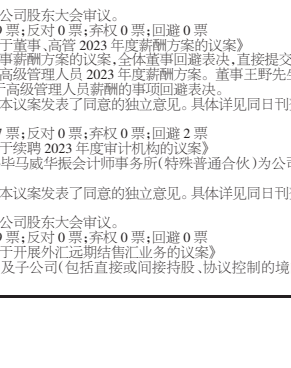 公司股东大会审议。
票;反对 0 票;弃权 0 票;回避 0 票
于董事、高管 2023 年度薪酬方案的议案》
事薪酬方案的议案,全体董事回避表决,直接提交
高级管理人员 2023 年度薪酬方案。董事王野先生
高级管理人员薪酬的事项回避表决。
本议案发表了同意的独立意见。具体详见同日刊
票;反对 0 票;弃权 0 票;回避 2 票
于续聘 2023 年度审计机构的议案》
毕马威华振会计师事务所(特殊普通合伙)为公司
本议案发表了同意的独立意见。具体详见同日刊
公司股东大会审议。
票;反对 0 票;弃权 0 票;回避 0 票
于开展外汇远期结售汇业务的议案》
及子公司(包括直接或间接持股、协议控制的境